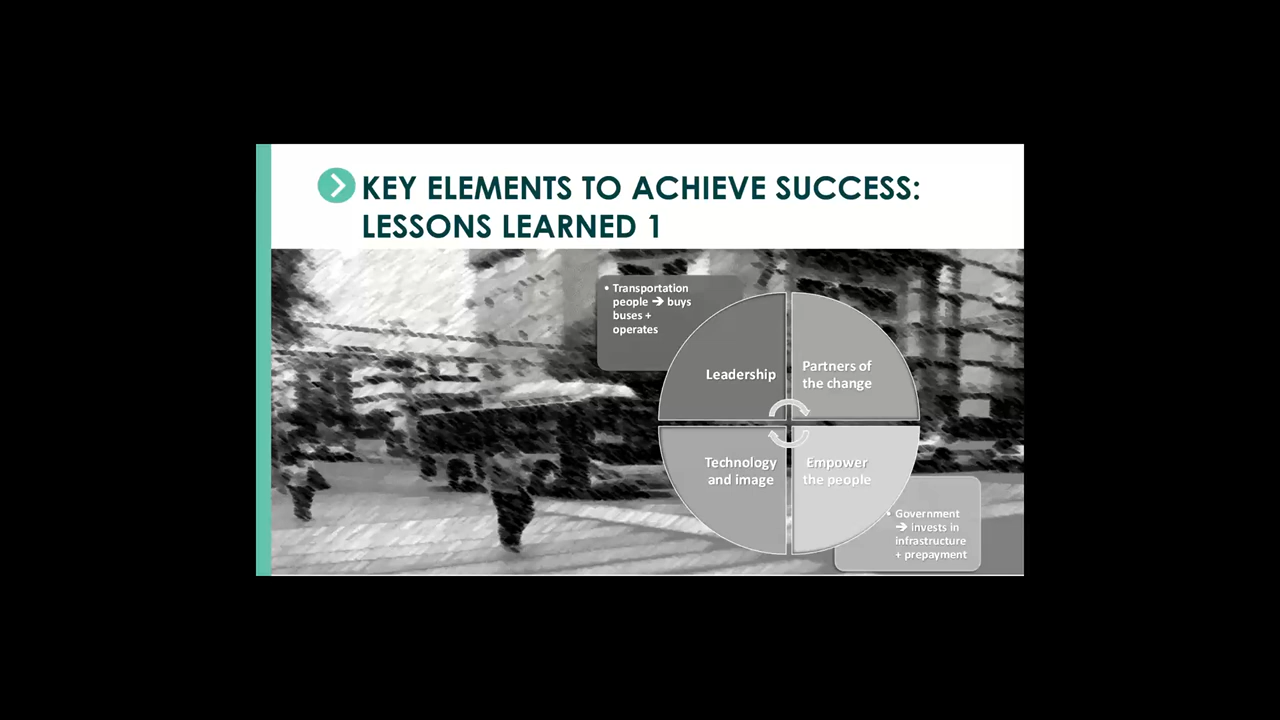 KEY ELEMENTS TO ACHIEVE SUCCESS:
LESSONS LEARNED 1
• Transportation
people ➔ buys
buses +
operates
Leadership
Partners of
the change
Technology
and image
Empower
the people
• Government
➔ invests in
infrastructure
+ prepayment